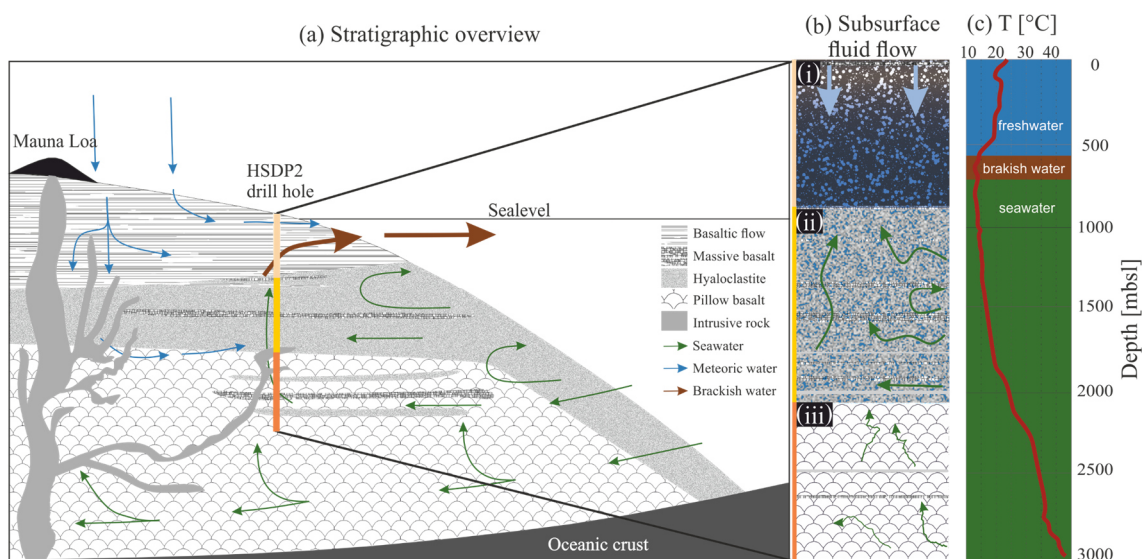 (a) Stratigraphic overview
(b) Subsurface
fluid flow
(c) T [°C]
10 20 30 40
Mauna Loa
HSDP2
drill hole
Sealevel
Basaltic flow
Massive basalt
Hyaloclastite
Pillow basalt
Intrusive rock
Seawater
Meteoric water
Brackish water
Oceanic crust
(i)
(ii)
(iii)
freshwater
brakish water
seawater
0
500
1000
1500
2000
2500
3000
Depth [mbsl]